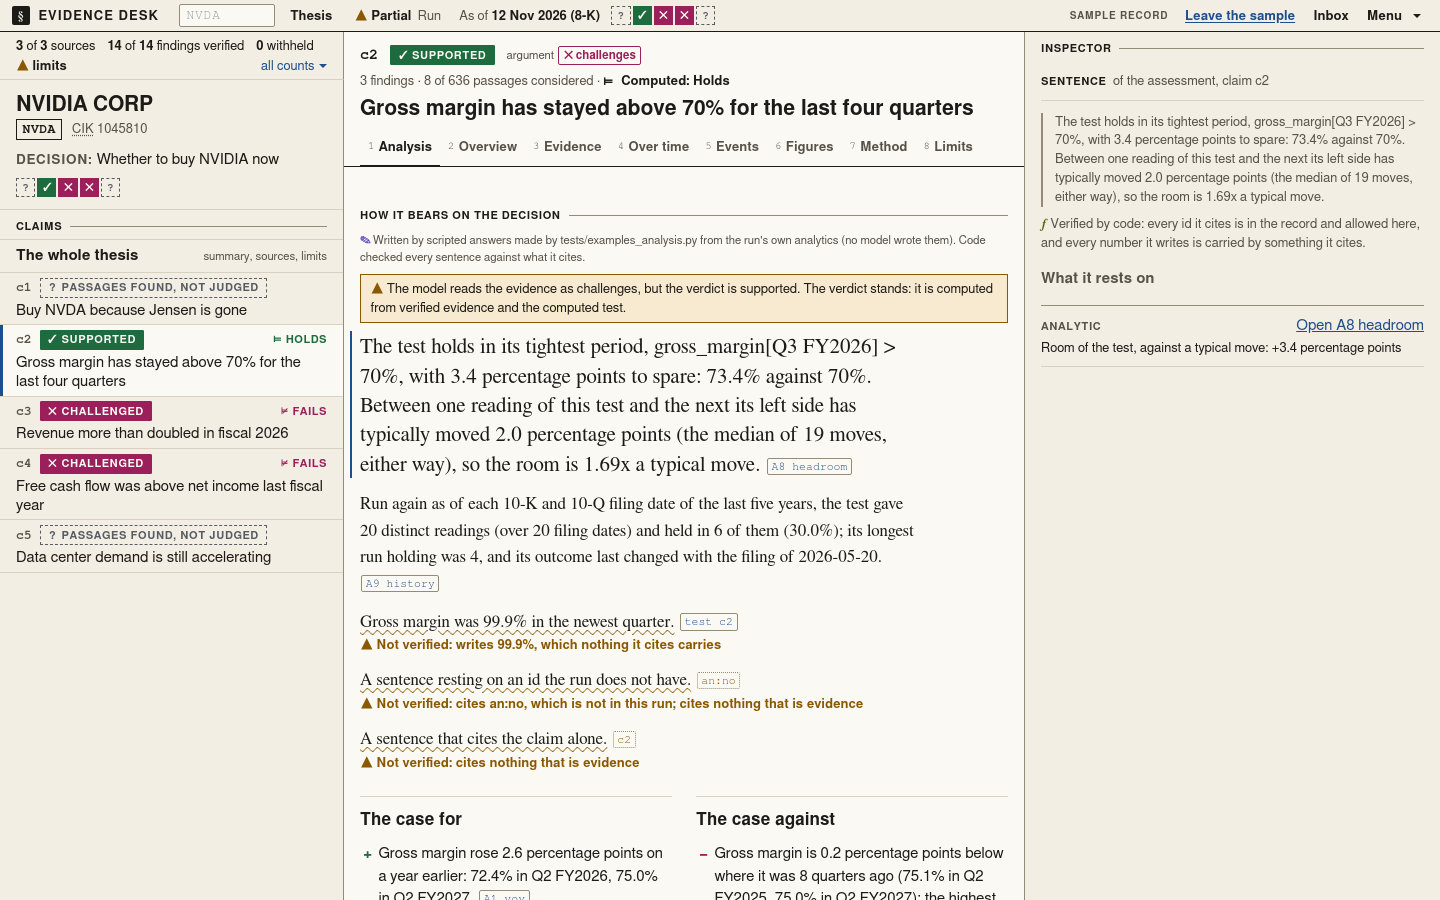 § EVIDENCE DESK NVDA Thesis Partial Run As of 12 Nov 2026 (8-K) ? ✓ ✕ ✕ ? SAMPLE RECORD Leave the sample Inbox Menu
3 of 3 sources 14 of 14 findings verified 0 withheld
limits all counts
NVIDIA CORP
NVDA CIK 1045810
DECISION: Whether to buy NVIDIA now
? ✓ ✕ ✕ ?
CLAIMS
The whole thesis summary, sources, limits
c1 ? PASSAGES FOUND, NOT JUDGED
Buy NVDA because Jensen is gone
c2 ✓ SUPPORTED ⊨ HOLDS
Gross margin has stayed above 70% for the
last four quarters
c3 ✕ CHALLENGED ⊭ FAILS
Revenue more than doubled in fiscal 2026
c4 ✕ CHALLENGED ⊭ FAILS
Free cash flow was above net income last fiscal
year
c5 ? PASSAGES FOUND, NOT JUDGED
Data center demand is still accelerating
c2 ✓ SUPPORTED argument ✕ challenges
3 findings · 8 of 636 passages considered · ⊨ Computed: Holds
Gross margin has stayed above 70% for the last four quarters
1 Analysis 2 Overview 3 Evidence 4 Over time 5 Events 6 Figures 7 Method 8 Limits
HOW IT BEARS ON THE DECISION
✎ Written by scripted answers made by tests/examples_analysis.py from the run's own analytics (no model wrote them). Code
checked every sentence against what it cites.
The model reads the evidence as challenges, but the verdict is supported. The verdict stands: it is computed
from verified evidence and the computed test.
The test holds in its tightest period, gross_margin[Q3 FY2026] >
70%, with 3.4 percentage points to spare: 73.4% against 70%.
Between one reading of this test and the next its left side has
typically moved 2.0 percentage points (the median of 19 moves,
either way), so the room is 1.69x a typical move. A8 headroom
Run again as of each 10-K and 10-Q filing date of the last five years, the test gave
20 distinct readings (over 20 filing dates) and held in 6 of them (30.0%); its longest
run holding was 4, and its outcome last changed with the filing of 2026-05-20.
A9 history
Gross margin was 99.9% in the newest quarter. test c2
Not verified: writes 99.9%, which nothing it cites carries
A sentence resting on an id the run does not have. an:no
Not verified: cites an:no, which is not in this run; cites nothing that is evidence
A sentence that cites the claim alone. c2
Not verified: cites nothing that is evidence
The case for
+ Gross margin rose 2.6 percentage points on
a year earlier: 72.4% in Q2 FY2026, 75.0%
in Q2 FY2027. A1 yoy
The case against
− Gross margin is 0.2 percentage points below
where it was 8 quarters ago (75.1% in Q2
FY2025, 75.0% in Q2 FY2027); the highest
INSPECTOR
SENTENCE of the assessment, claim c2
The test holds in its tightest period, gross_margin[Q3 FY2026] >
70%, with 3.4 percentage points to spare: 73.4% against 70%.
Between one reading of this test and the next its left side has
typically moved 2.0 percentage points (the median of 19 moves,
either way), so the room is 1.69x a typical move.
ƒ Verified by code: every id it cites is in the record and allowed here,
and every number it writes is carried by something it cites.
What it rests on
ANALYTIC Open A8 headroom
Room of the test, against a typical move: +3.4 percentage points